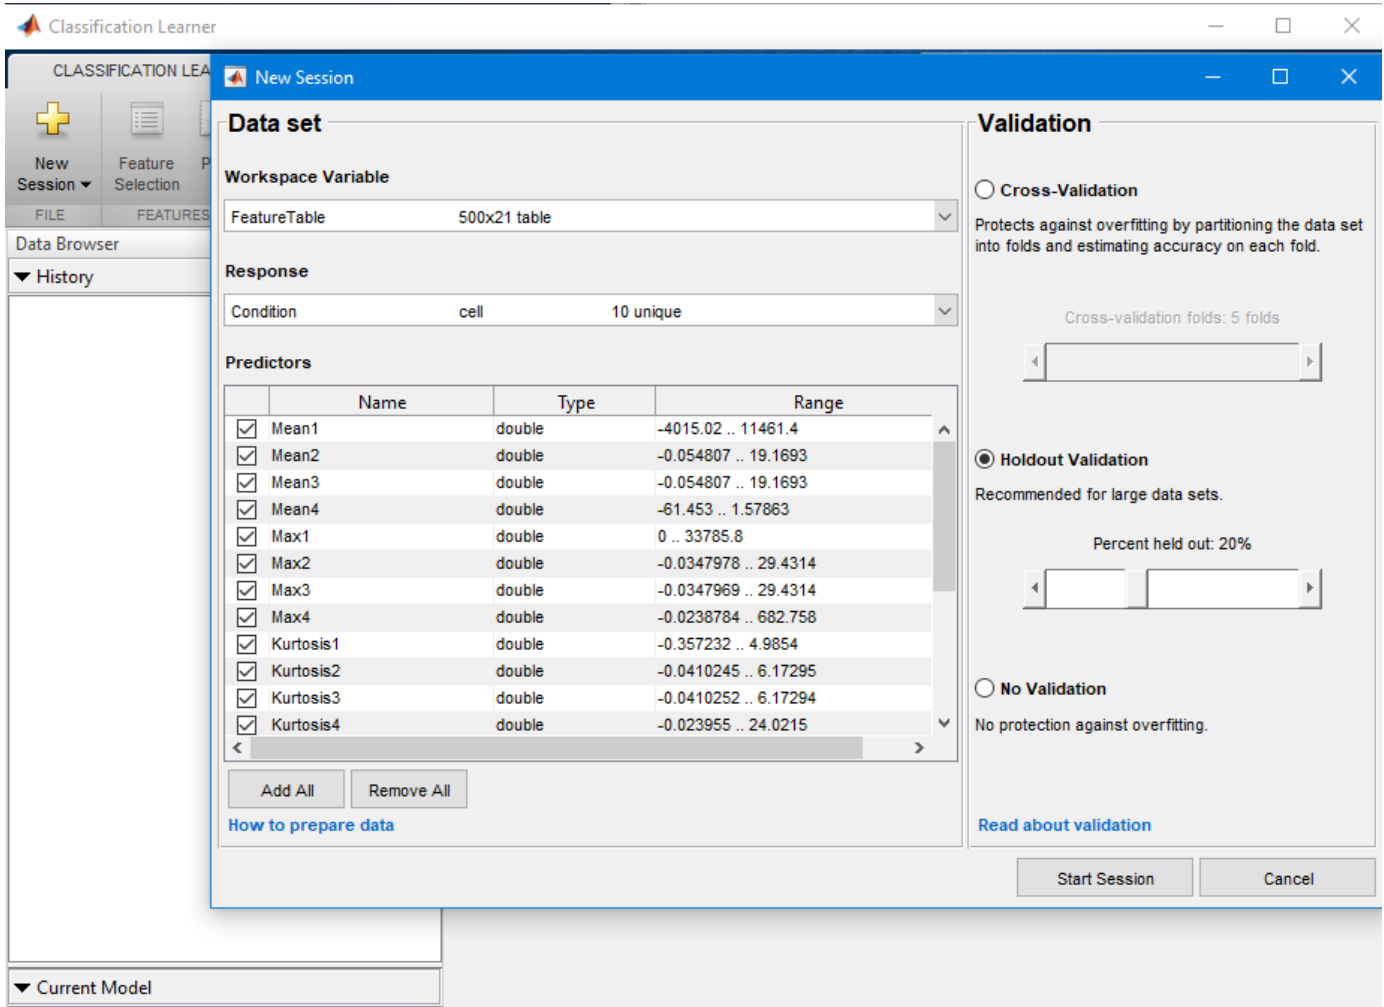 Classification Learner
CLASSIFICATION LEA
New Session
New
Session
Feature
Selection
P
FILE
FEATURES
Data Browser
History
Current Model
Data set
Workspace Variable
FeatureTable 500x21 table
Response
Condition cell 10 unique
Predictors
Name Type Range
Mean1 double -4015.02 .. 11461.4
Mean2 double -0.054807 .. 19.1693
Mean3 double -0.054807 .. 19.1693
Mean4 double -61.453 .. 1.57863
Max1 double 0 .. 33785.8
Max2 double -0.0347978 .. 29.4314
Max3 double -0.0347969 .. 29.4314
Max4 double -0.0238784 .. 682.758
Kurtosis1 double -0.357232 .. 4.9854
Kurtosis2 double -0.0410245 .. 6.17295
Kurtosis3 double -0.0410252 .. 6.17294
Kurtosis4 double -0.023955 .. 24.0215
Add All
Remove All
How to prepare data
Validation
Cross-Validation
Protects against overfitting by partitioning the data set
into folds and estimating accuracy on each fold.
Cross-validation folds: 5 folds
Holdout Validation
Recommended for large data sets.
Percent held out: 20%
No Validation
No protection against overfitting.
Read about validation
Start Session
Cancel